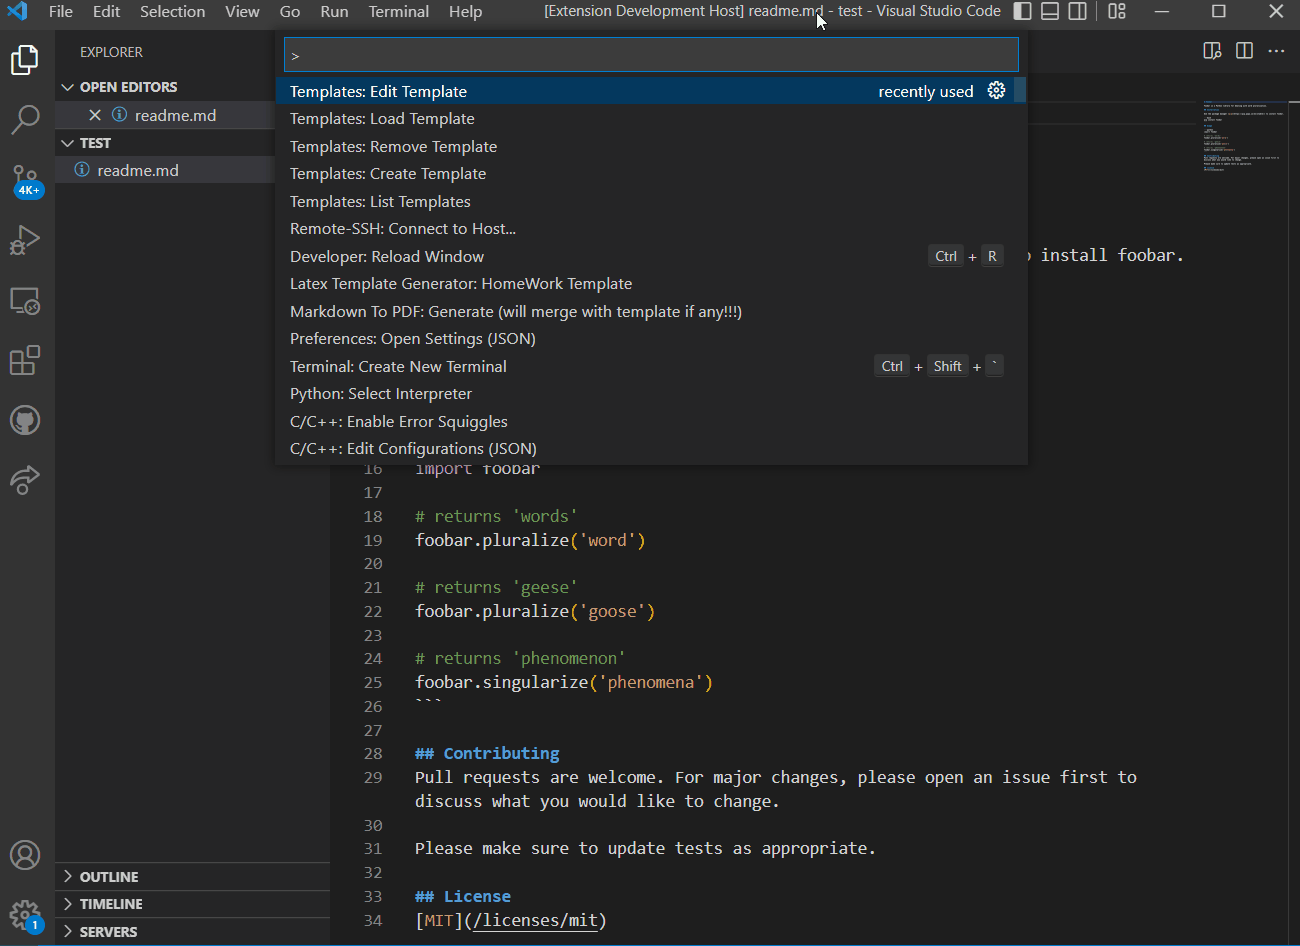 File Edit Selection View Go Run Terminal Help [Extension Development Host] readme.md - test - Visual Studio Code
EXPLORER
OPEN EDITORS
readme.md
TEST
readme.md
4K+
OUTLINE
TIMELINE
SERVERS
1
>
Templates: Edit Template recently used
Templates: Load Template
Templates: Remove Template
Templates: Create Template
Templates: List Templates
Remote-SSH: Connect to Host...
Developer: Reload Window Ctrl + R
Latex Template Generator: HomeWork Template
Markdown To PDF: Generate (will merge with template if any!!!)
Preferences: Open Settings (JSON)
Terminal: Create New Terminal Ctrl + Shift + `
Python: Select Interpreter
C/C++: Enable Error Squiggles
C/C++: Edit Configurations (JSON)
install foobar.
16 import foobar
17
18 # returns 'words'
19 foobar.pluralize('word')
20
21 # returns 'geese'
22 foobar.pluralize('goose')
23
24 # returns 'phenomenon'
25 foobar.singularize('phenomena')
26 ```
27
28 ## Contributing
29 Pull requests are welcome. For major changes, please open an issue first to
discuss what you would like to change.
30
31 Please make sure to update tests as appropriate.
32
33 ## License
34 [MIT](/licenses/mit)